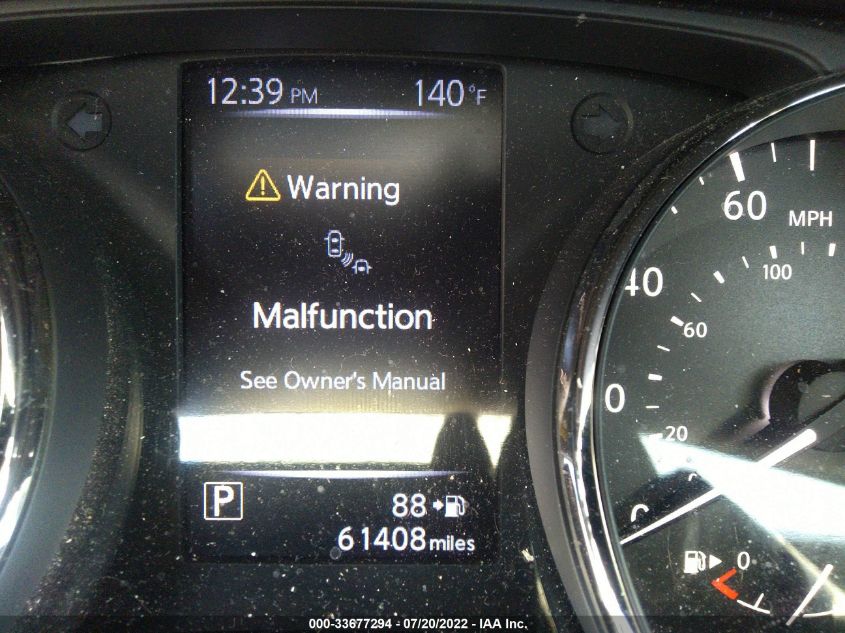 12:39 PM 140°F
Warning
Malfunction
See Owner's Manual
P 88
61408 miles
60 MPH
100
40
60
0
20
0
000-33677294 - 07/20/2022 - IAA Inc.